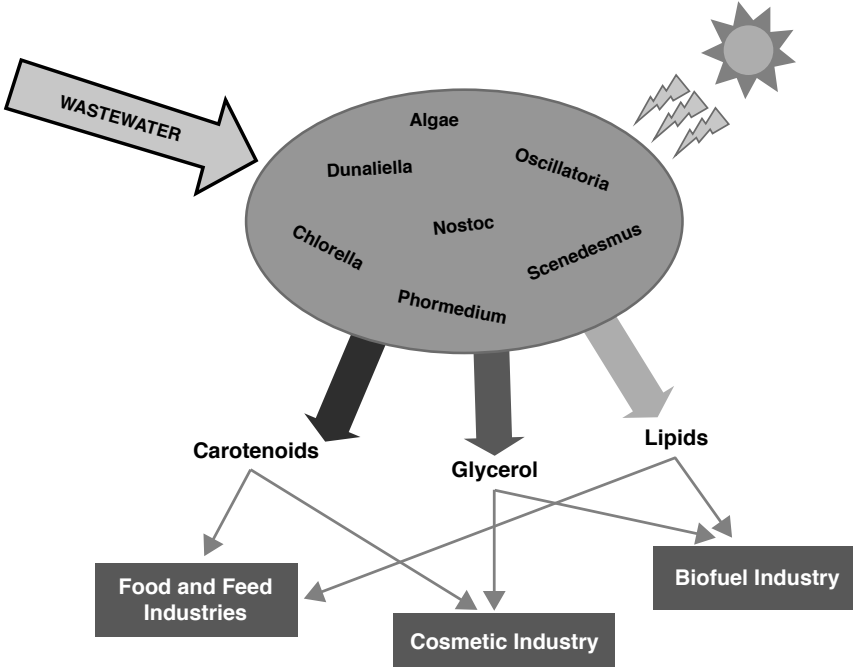 WASTEWATER
Algae
Dunaliella
Oscillatoria
Nostoc
Chlorella
Scenedesmus
Phormedium
Carotenoids
Glycerol
Lipids
Food and Feed
Industries
Cosmetic Industry
Biofuel Industry